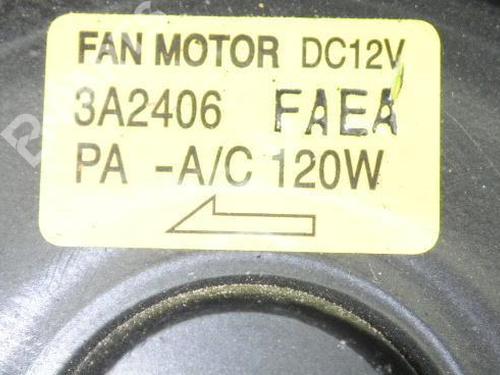 FAN MOTOR DC12V
3A2406 FAEA
PA -A/C 120W